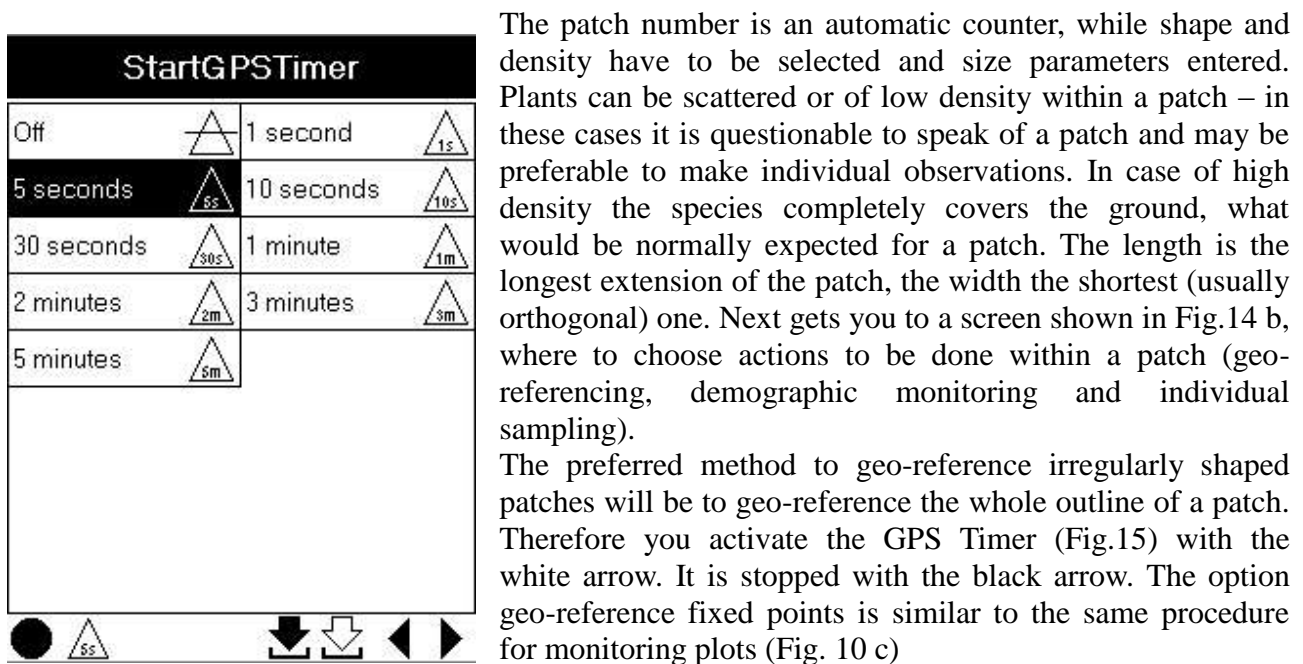 StartGPSTimer
Off 1s 1 second
5 seconds 5s 10 seconds 10s
30 seconds 30s 1 minute 1m
2 minutes 2m 3 minutes 3m
5 minutes 5m
5s
The patch number is an automatic counter, while shape and
density have to be selected and size parameters entered.
Plants can be scattered or of low density within a patch – in
these cases it is questionable to speak of a patch and may be
preferable to make individual observations. In case of high
density the species completely covers the ground, what
would be normally expected for a patch. The length is the
longest extension of the patch, the width the shortest (usually
orthogonal) one. Next gets you to a screen shown in Fig.14 b,
where to choose actions to be done within a patch (geo-
referencing, demographic monitoring and individual
sampling).
The preferred method to geo-reference irregularly shaped
patches will be to geo-reference the whole outline of a patch.
Therefore you activate the GPS Timer (Fig.15) with the
white arrow. It is stopped with the black arrow. The option
geo-reference fixed points is similar to the same procedure
for monitoring plots (Fig. 10 c)